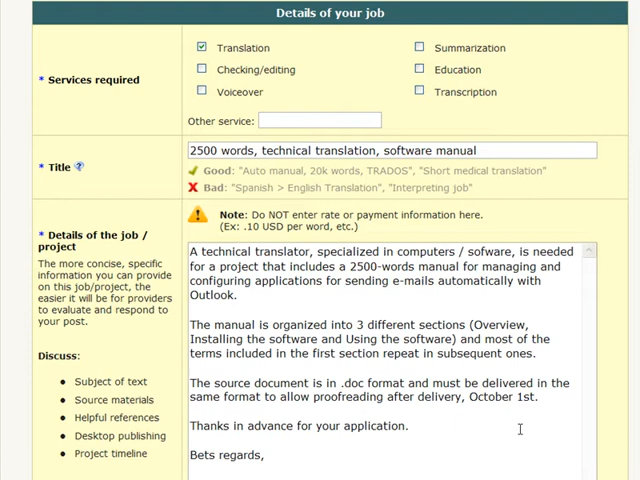 Details of your job
* Services required
Translation
Summarization
Checking/editing
Education
Voiceover
Transcription
Other service:
* Title ?
2500 words, technical translation, software manual
Good: "Auto manual, 20k words, TRADOS", "Short medical translation"
Bad: "Spanish > English Translation", "Interpreting job"
* Details of the job /
project
The more concise, specific
information you can provide
on this job/project, the
easier it will be for providers
to evaluate and respond to
your post.
Discuss:
Subject of text
Source materials
Helpful references
Desktop publishing
Project timeline
Note: Do NOT enter rate or payment information here.
(Ex: .10 USD per word, etc.)
A technical translator, specialized in computers / sofware, is needed
for a project that includes a 2500-words manual for managing and
configuring applications for sending e-mails automatically with
Outlook.
The manual is organized into 3 different sections (Overview,
Installing the software and Using the software) and most of the
terms included in the first section repeat in subsequent ones.
The source document is in .doc format and must be delivered in the
same format to allow proofreading after delivery, October 1st.
Thanks in advance for your application.
Bets regards,